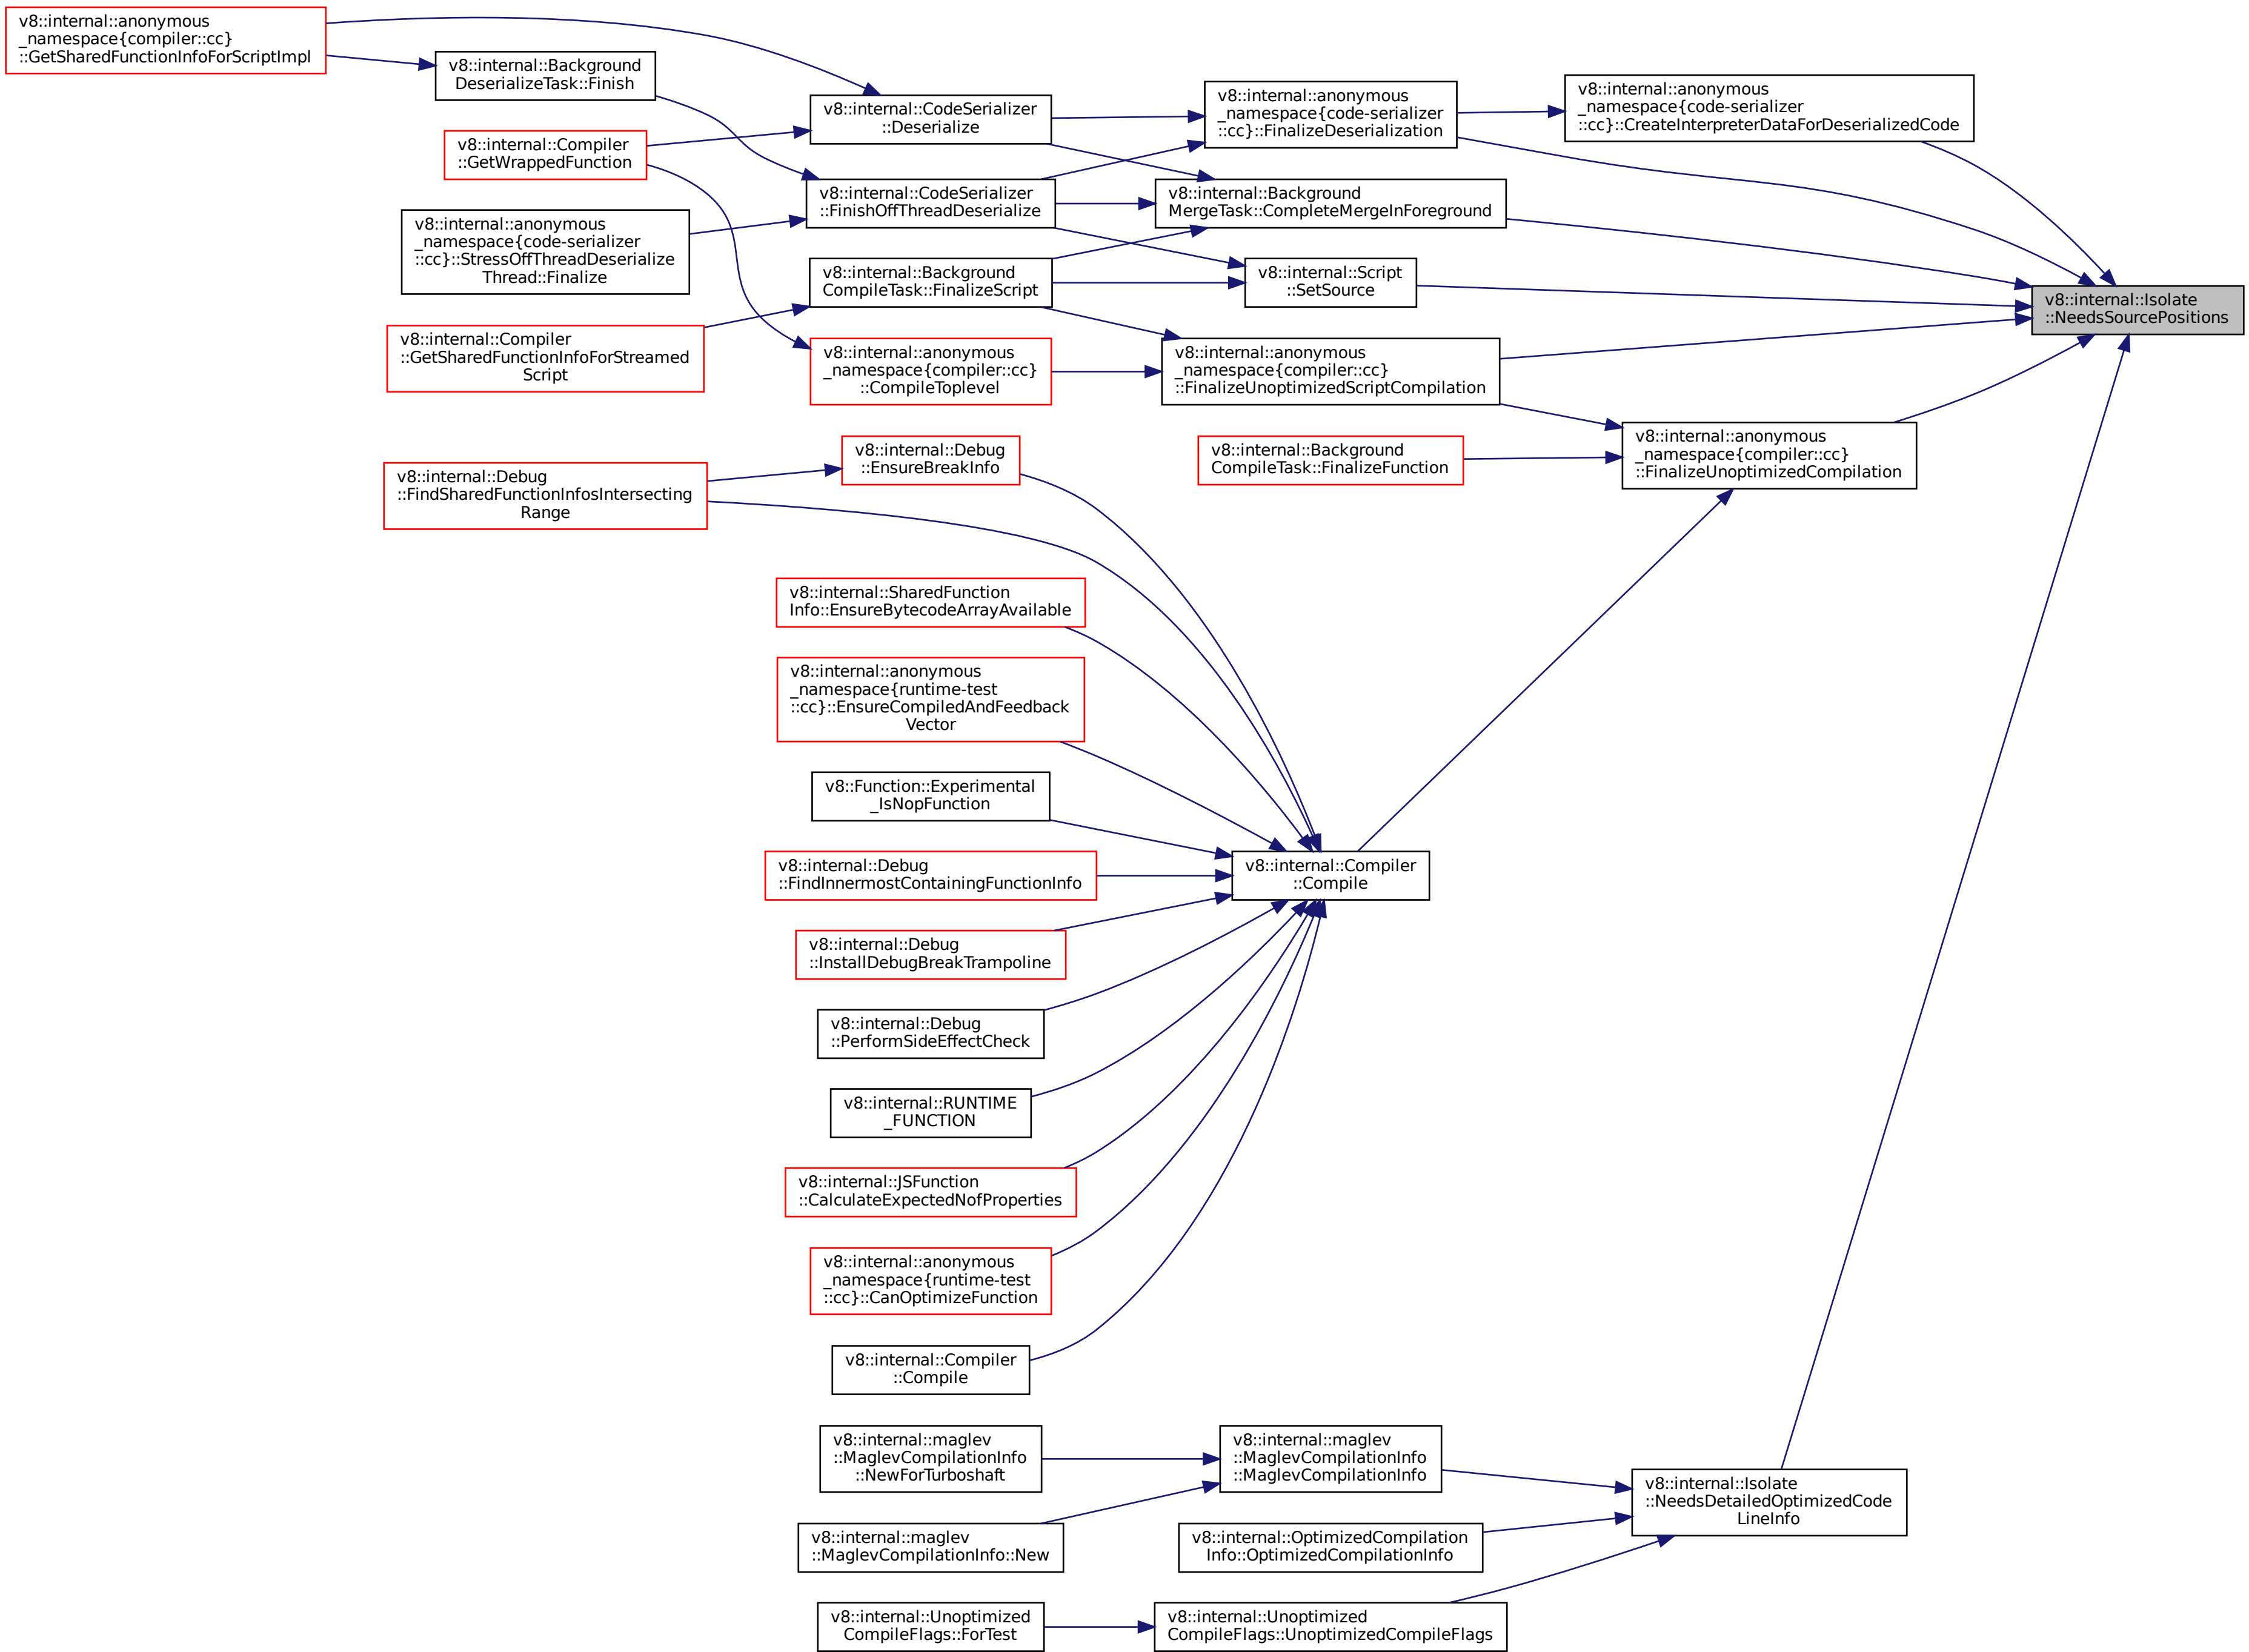 v8::internal::anonymous
_namespace{compiler::cc}
::GetSharedFunctionInfoForScriptImpl
v8::internal::Background
DeserializeTask::Finish
v8::internal::CodeSerializer
::Deserialize
v8::internal::anonymous
_namespace{code-serializer
::cc}::FinalizeDeserialization
v8::internal::anonymous
_namespace{code-serializer
::cc}::CreateInterpreterDataForDeserializedCode
v8::internal::Compiler
::GetWrappedFunction
v8::internal::CodeSerializer
::FinishOffThreadDeserialize
v8::internal::Background
MergeTask::CompleteMergeInForeground
v8::internal::anonymous
_namespace{code-serializer
::cc}::StressOffThreadDeserialize
Thread::Finalize
v8::internal::Background
CompileTask::FinalizeScript
v8::internal::Script
::SetSource
v8::internal::Isolate
::NeedsSourcePositions
v8::internal::Compiler
::GetSharedFunctionInfoForStreamed
Script
v8::internal::anonymous
_namespace{compiler::cc}
::CompileToplevel
v8::internal::anonymous
_namespace{compiler::cc}
::FinalizeUnoptimizedScriptCompilation
v8::internal::Debug
::FindSharedFunctionInfosIntersecting
Range
v8::internal::Debug
::EnsureBreakInfo
v8::internal::Background
CompileTask::FinalizeFunction
v8::internal::anonymous
_namespace{compiler::cc}
::FinalizeUnoptimizedCompilation
v8::internal::SharedFunction
Info::EnsureBytecodeArrayAvailable
v8::internal::anonymous
_namespace{runtime-test
::cc}::EnsureCompiledAndFeedback
Vector
v8::Function::Experimental
_IsNopFunction
v8::internal::Debug
::FindInnermostContainingFunctionInfo
v8::internal::Compiler
::Compile
v8::internal::Debug
::InstallDebugBreakTrampoline
v8::internal::Debug
::PerformSideEffectCheck
v8::internal::RUNTIME
_FUNCTION
v8::internal::JSFunction
::CalculateExpectedNofProperties
v8::internal::anonymous
_namespace{runtime-test
::cc}::CanOptimizeFunction
v8::internal::Compiler
::Compile
v8::internal::maglev
::MaglevCompilationInfo
::NewForTurboshaft
v8::internal::maglev
::MaglevCompilationInfo
::MaglevCompilationInfo
v8::internal::Isolate
::NeedsDetailedOptimizedCode
LineInfo
v8::internal::maglev
::MaglevCompilationInfo::New
v8::internal::OptimizedCompilation
Info::OptimizedCompilationInfo
v8::internal::Unoptimized
CompileFlags::ForTest
v8::internal::Unoptimized
CompileFlags::UnoptimizedCompileFlags